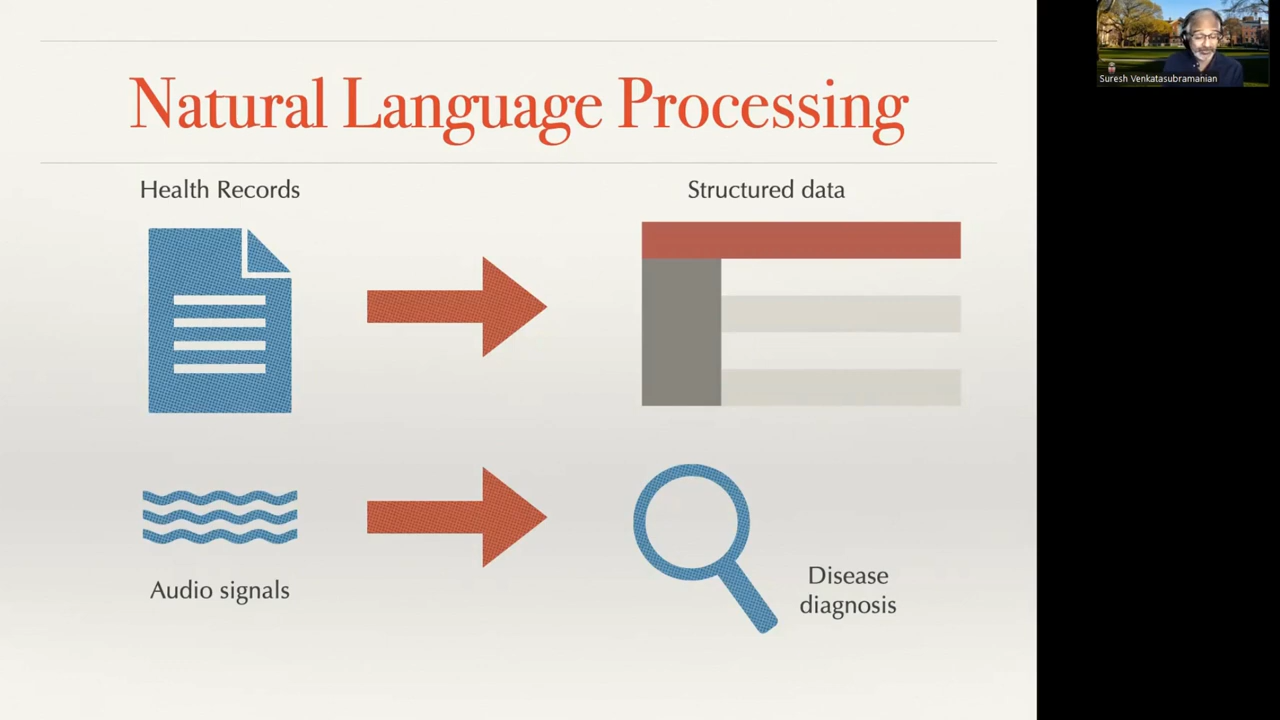 Natural Language Processing
Health Records
Structured data
Audio signals
Disease
diagnosis
Suresh Venkatasubramanian